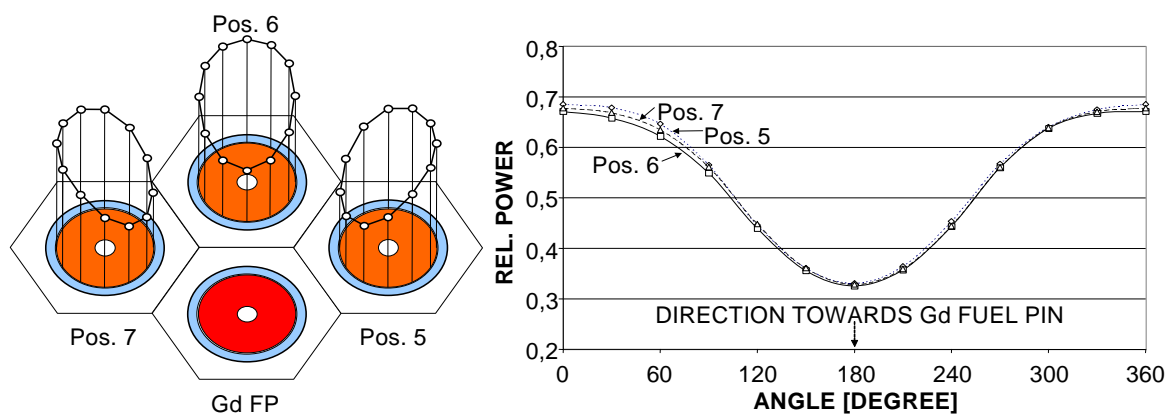 Pos. 6
Pos. 7
Pos. 5
Gd FP
REL. POWER
0,8
0,7
0,6
0,5
0,4
0,3
0,2
Pos. 7
Pos. 5
Pos. 6
DIRECTION TOWARDS Gd FUEL PIN
0 60 120 180 240 300 360
ANGLE [DEGREE]